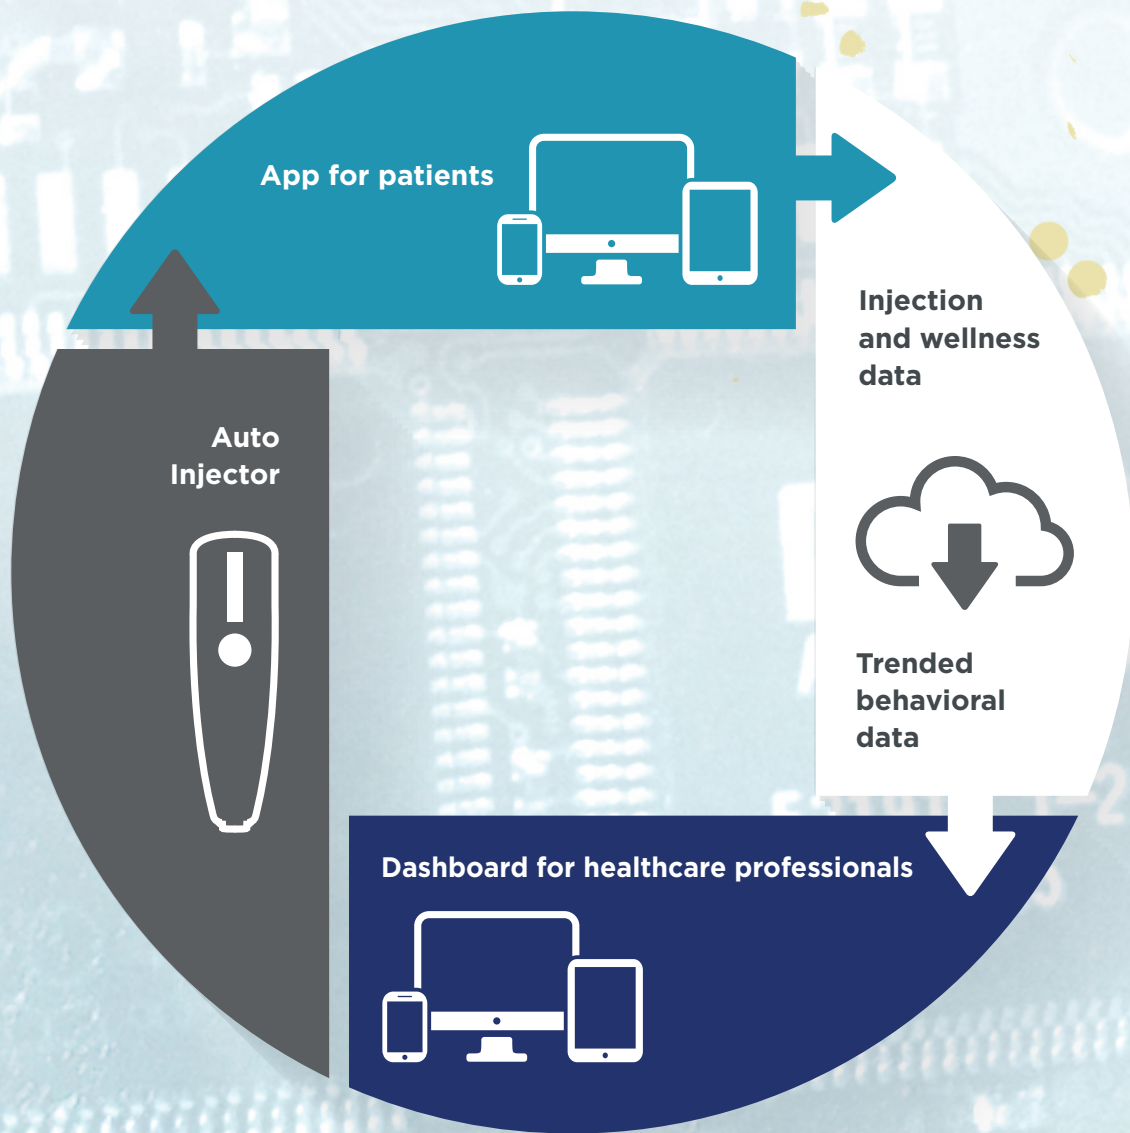 App for patients
Injection
and wellness
data
Auto
Injector
Trended
behavioral
data
Dashboard for healthcare professionals